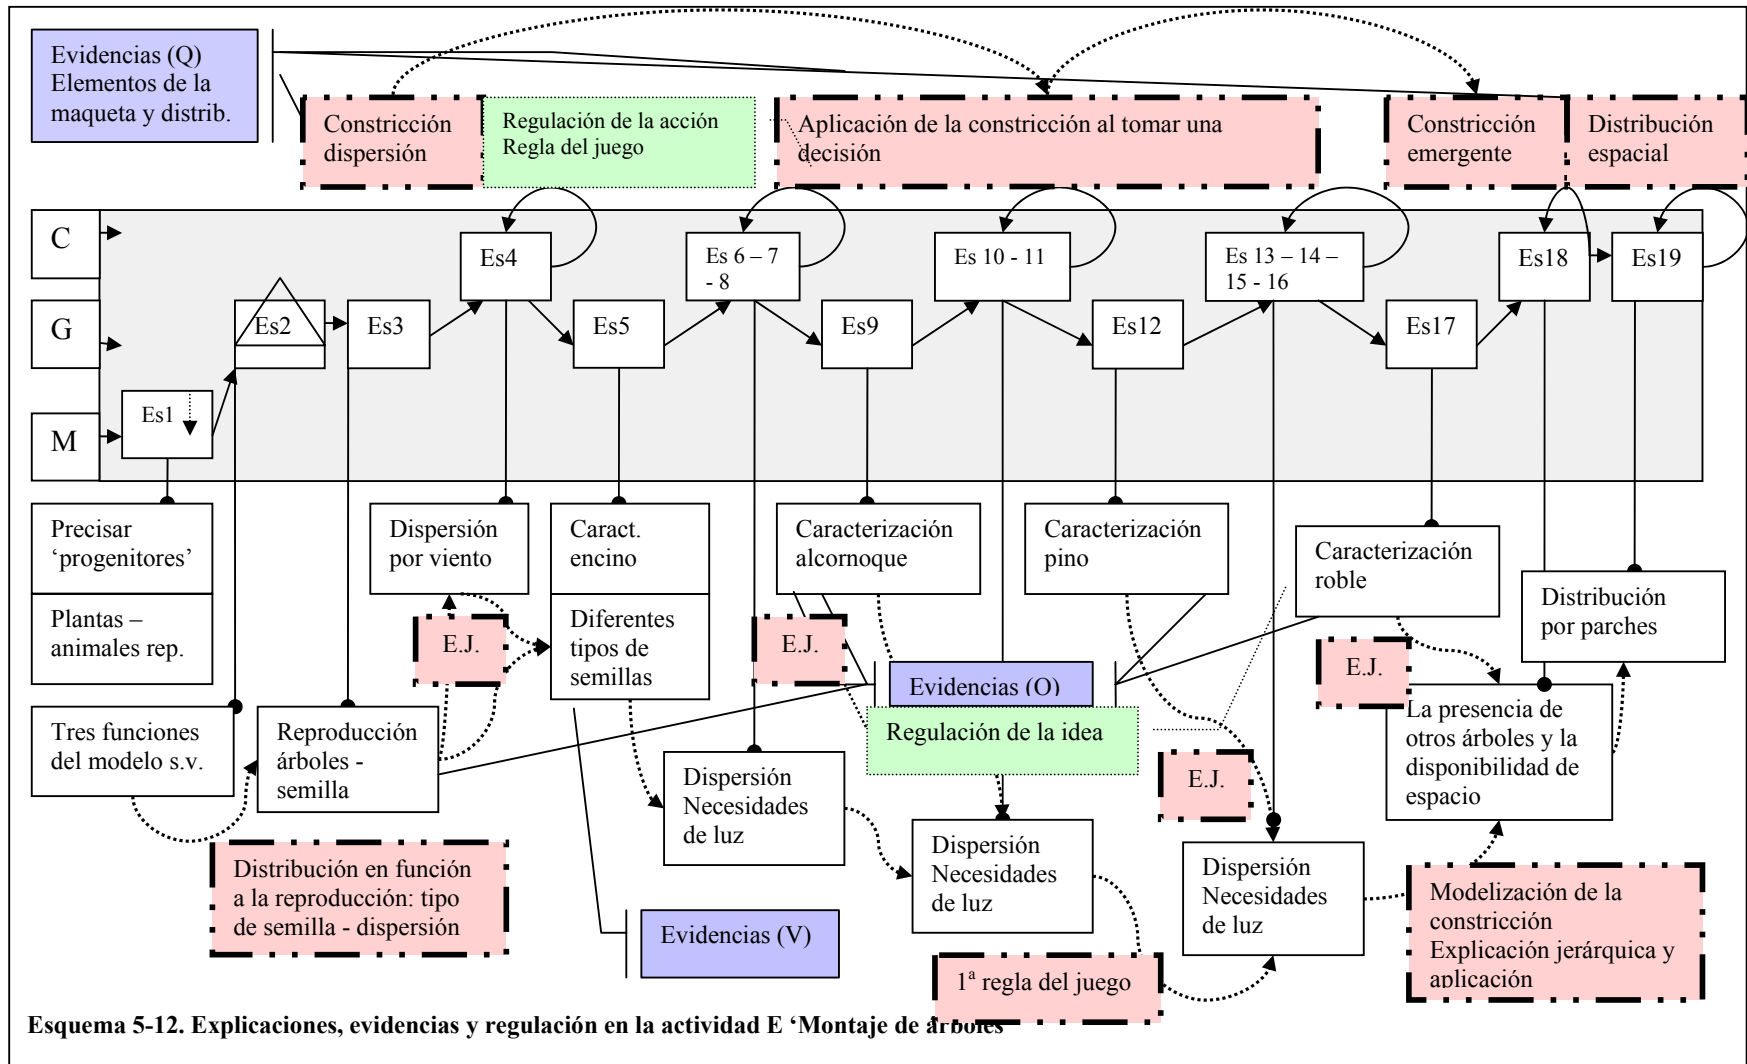 Evidencias (Q)
Elementos de la
maqueta y distrib.
Constricción
dispersión
Regulación de la acción
Regla del juego
Aplicación de la constricción al tomar una
decisión
Constricción
emergente
Distribución
espacial
C
G
M
Es1
Es2
Es3
Es4
Es5
Es 6 – 7
- 8
Es9
Es 10 - 11
Es12
Es 13 – 14 –
15 - 16
Es17
Es18
Es19
Precisar
‘progenitores’
Plantas –
animales rep.
Tres funciones
del modelo s.v.
Reproducción
árboles -
semilla
Dispersión
por viento
E.J.
Caract.
encino
Diferentes
tipos de
semillas
Dispersión
Necesidades
de luz
Caracterización
alcornoque
E.J.
Evidencias (O)
Regulación de la idea
Dispersión
Necesidades
de luz
Caracterización
pino
E.J.
Dispersión
Necesidades
de luz
Caracterización
roble
E.J.
La presencia de
otros árboles y la
disponibilidad de
espacio
Distribución
por parches
Distribución en función
a la reproducción: tipo
de semilla - dispersión
Evidencias (V)
1ª regla del juego
Modelización de la
constricción
Explicación jerárquica y
aplicación
Esquema 5-12. Explicaciones, evidencias y regulación en la actividad E ‘Montaje de árboles